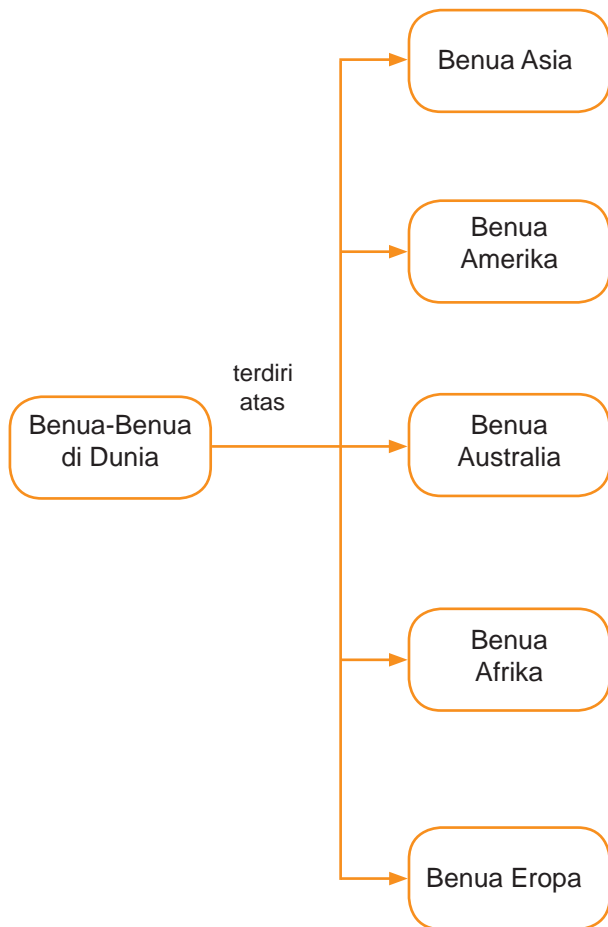 Benua Asia
Benua
Amerika
terdiri
atas
Benua-Benua
di Dunia
Benua
Australia
Benua
Afrika
Benua Eropa